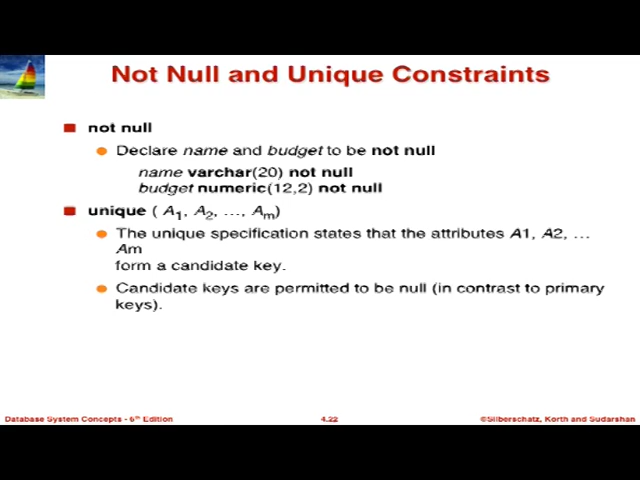 Not Null and Unique Constraints
not null
Declare name and budget to be not null
name varchar(20) not null
budget numeric(12,2) not null
unique ( A1, A2, …, Am)
The unique specification states that the attributes A1, A2, …
Am
form a candidate key.
Candidate keys are permitted to be null (in contrast to primary
keys).
Database System Concepts - 6th Edition
4.22
©Silberschatz, Korth and Sudarshan